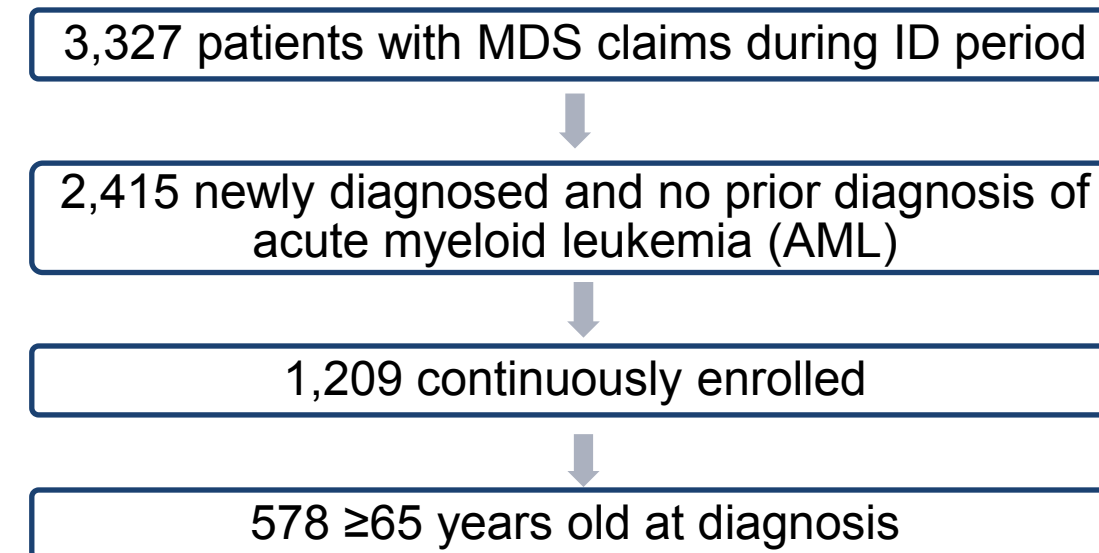 3,327 patients with MDS claims during ID period
2,415 newly diagnosed and no prior diagnosis of
acute myeloid leukemia (AML)
1,209 continuously enrolled
578 ≥65 years old at diagnosis